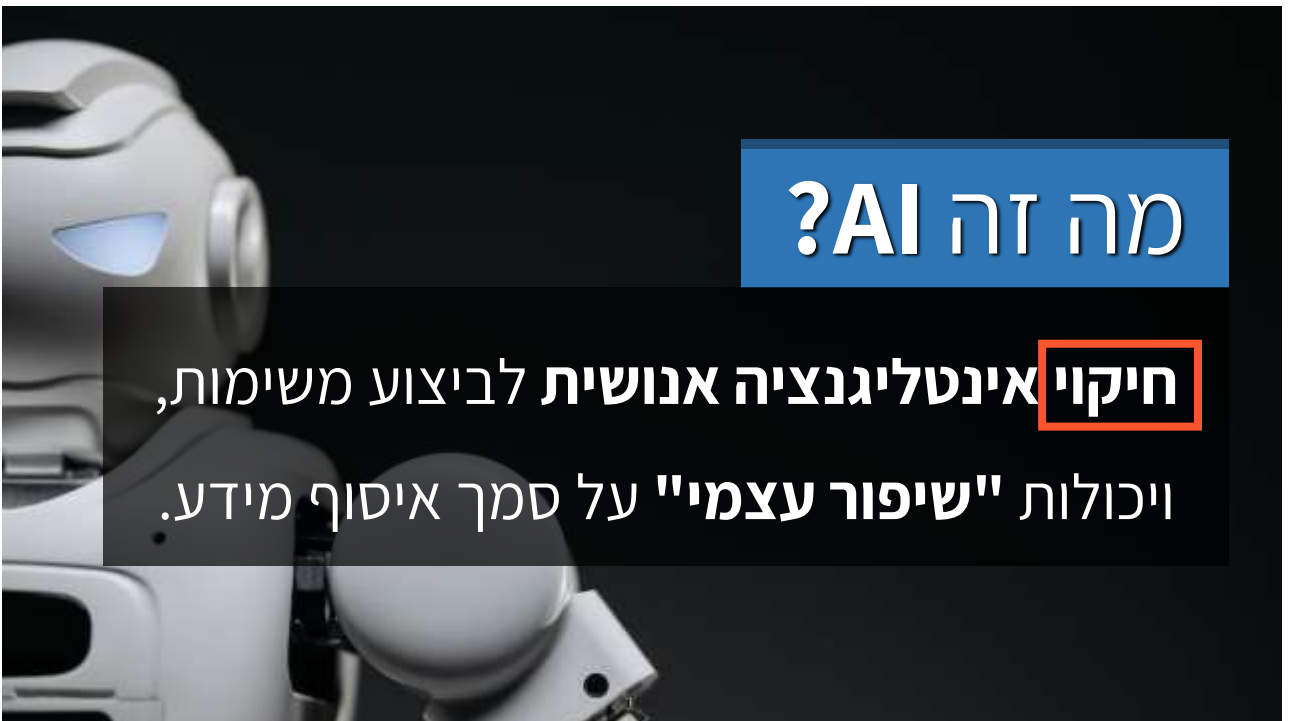 מה זה AI?
חיקוי אינטליגנציה אנושית לביצוע משימות,
ויכולות "שיפור עצמי" על סמך איסוף מידע.